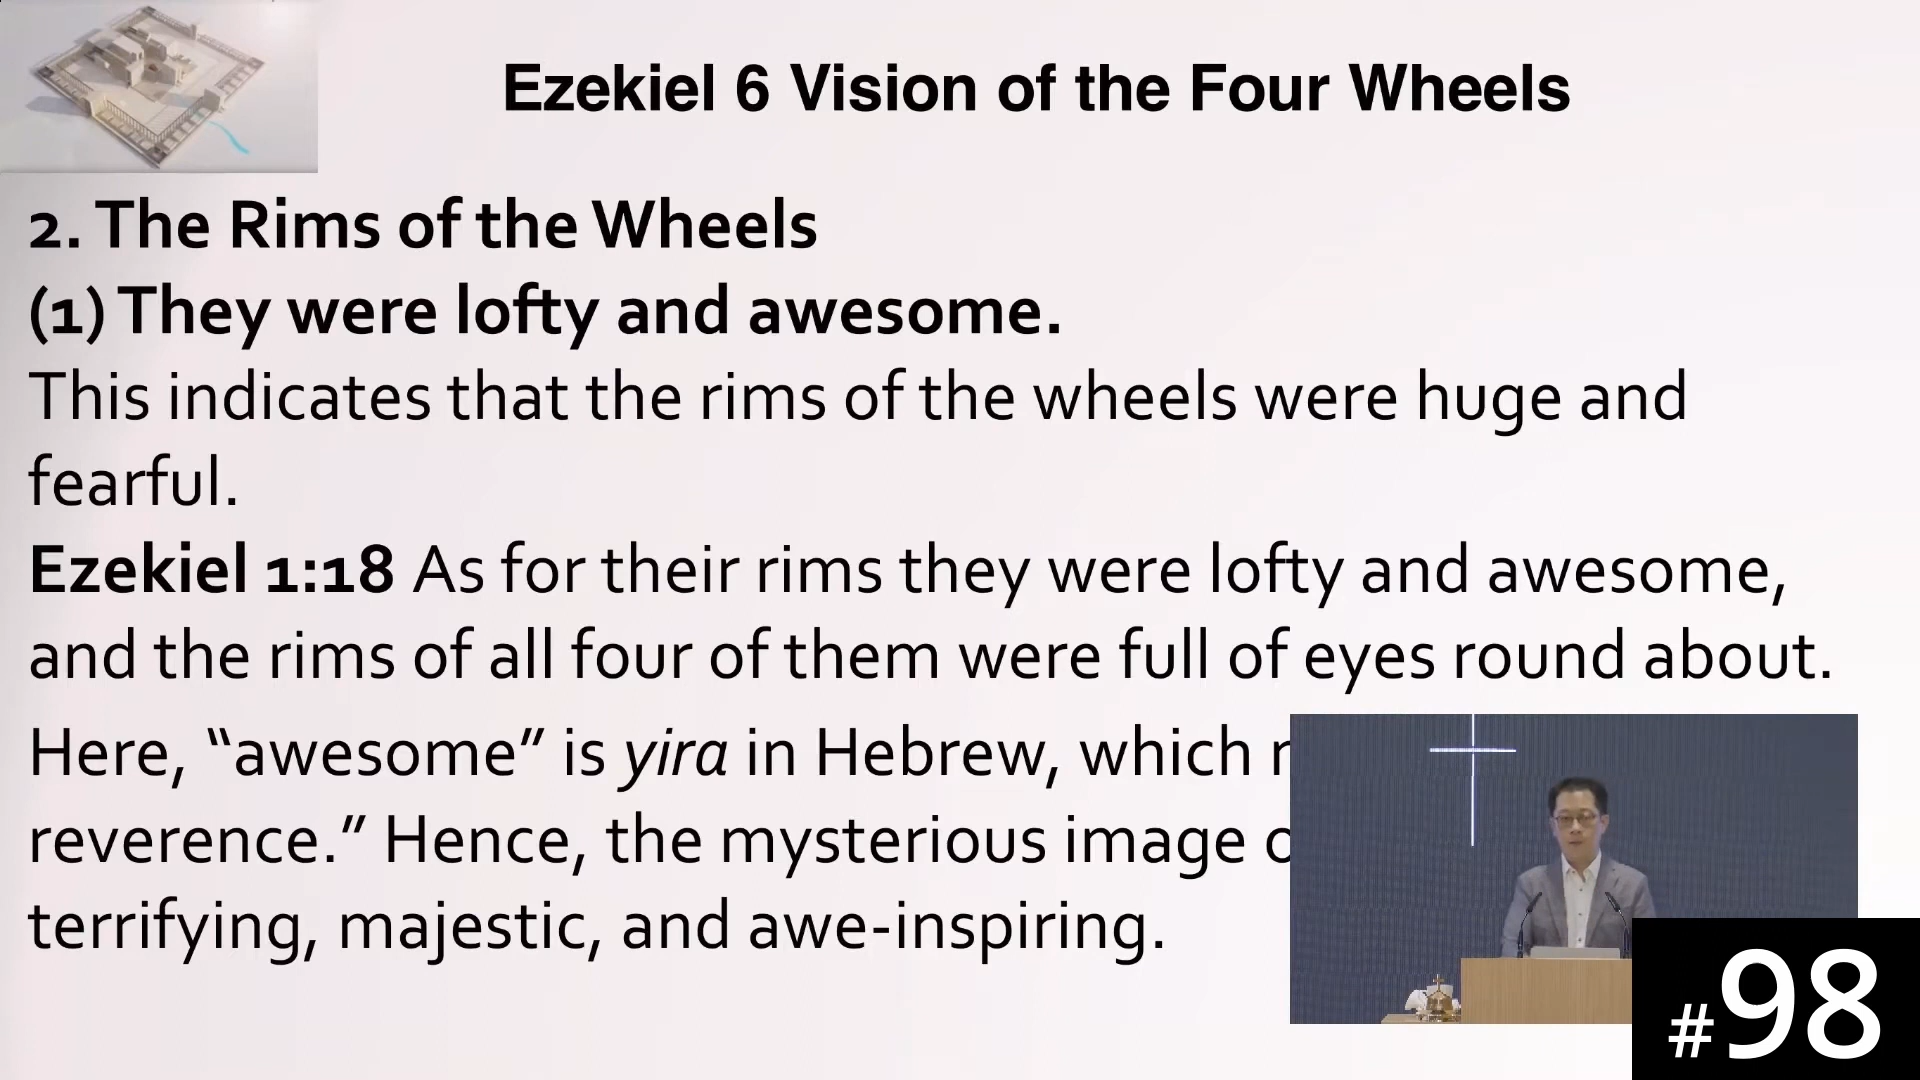 Ezekiel 6 Vision of the Four Wheels
2. The Rims of the Wheels
(1) They were lofty and awesome.
This indicates that the rims of the wheels were huge and
fearful.
Ezekiel 1:18 As for their rims they were lofty and awesome,
and the rims of all four of them were full of eyes round about.
Here, “awesome” is yira in Hebrew, which
reverence.” Hence, the mysterious image
terrifying, majestic, and awe-inspiring.
#98